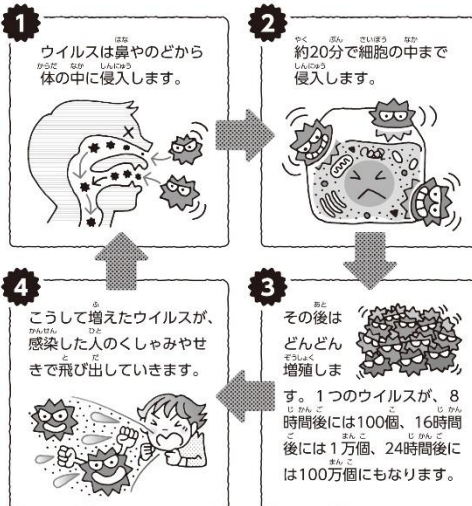 1
ウイルスは鼻やのどから
体の中に侵入します。
2
約20分で細胞の中まで
侵入します。
3
その後は
どんどん
増殖しま
す。1つのウイルスが、8
時間後には100個、16時間
後には1万個、24時間後に
は100万個にもなります。
4
こうして増えたウイルスが、
感染した人のくしゃみやせ
きで飛び出していきます。